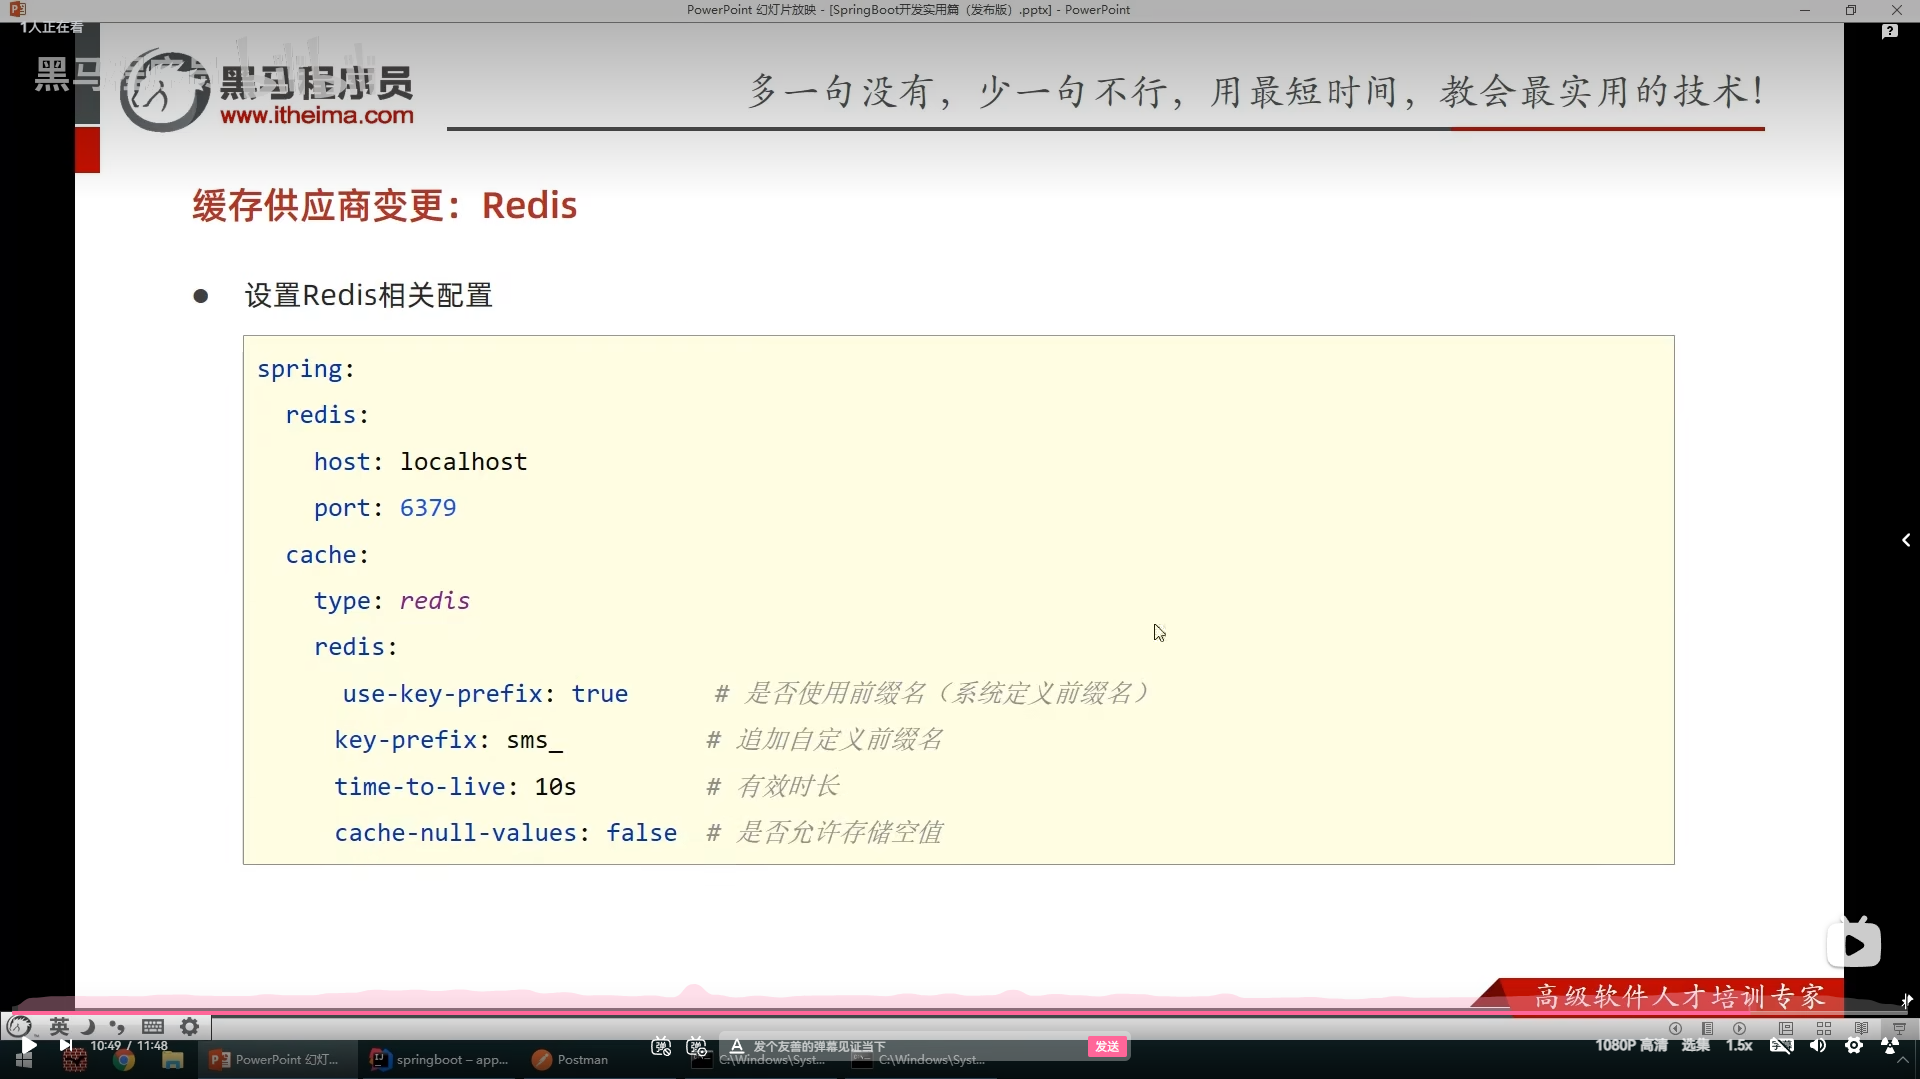 PowerPoint 幻灯片放映 - [SpringBoot开发实用篇（发布版）.pptx] - PowerPoint
1人正在看
黑马程序员
www.itheima.com
多一句没有，少一句不行，用最短时间，教会最实用的技术！
缓存供应商变更：Redis
● 设置Redis相关配置
spring:
  redis:
    host: localhost
    port: 6379
  cache:
    type: redis
    redis:
      use-key-prefix: true      # 是否使用前缀名（系统定义前缀名）
      key-prefix: sms_          # 追加自定义前缀名
      time-to-live: 10s         # 有效时长
      cache-null-values: false  # 是否允许存储空值
高级软件人才培训专家
英
10:49 / 11:48
发个友善的弹幕见证当下
发送
1080P 高清 选集 1.5x
PowerPoint 幻灯...
springboot – app...
Postman
C:\Windows\Syst...
C:\Windows\Syst...